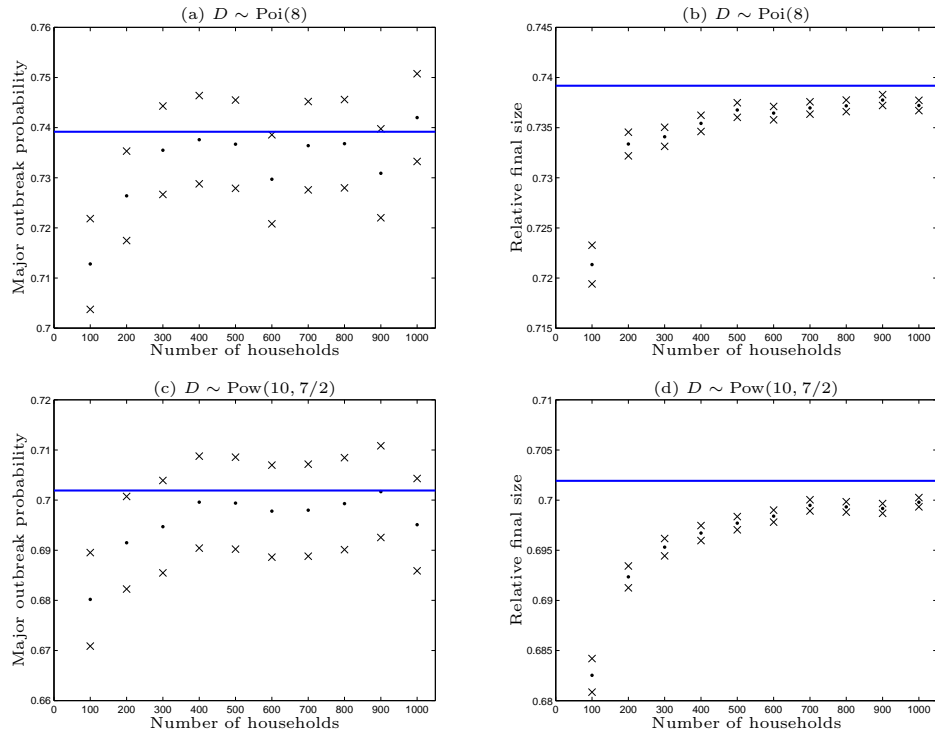 (a) D ∼ Poi(8)
Major outbreak probability
0.76
0.75
0.74
0.73
0.72
0.71
0.7
0 100 200 300 400 500 600 700 800 900 1000
Number of households
(b) D ∼ Poi(8)
Relative final size
0.745
0.74
0.735
0.73
0.725
0.72
0.715
0 100 200 300 400 500 600 700 800 900 1000
Number of households
(c) D ∼ Pow(10, 7/2)
Major outbreak probability
0.72
0.71
0.7
0.69
0.68
0.67
0.66
0 100 200 300 400 500 600 700 800 900 1000
Number of households
(d) D ∼ Pow(10, 7/2)
Relative final size
0.71
0.705
0.7
0.695
0.69
0.685
0.68
0 100 200 300 400 500 600 700 800 900 1000
Number of households